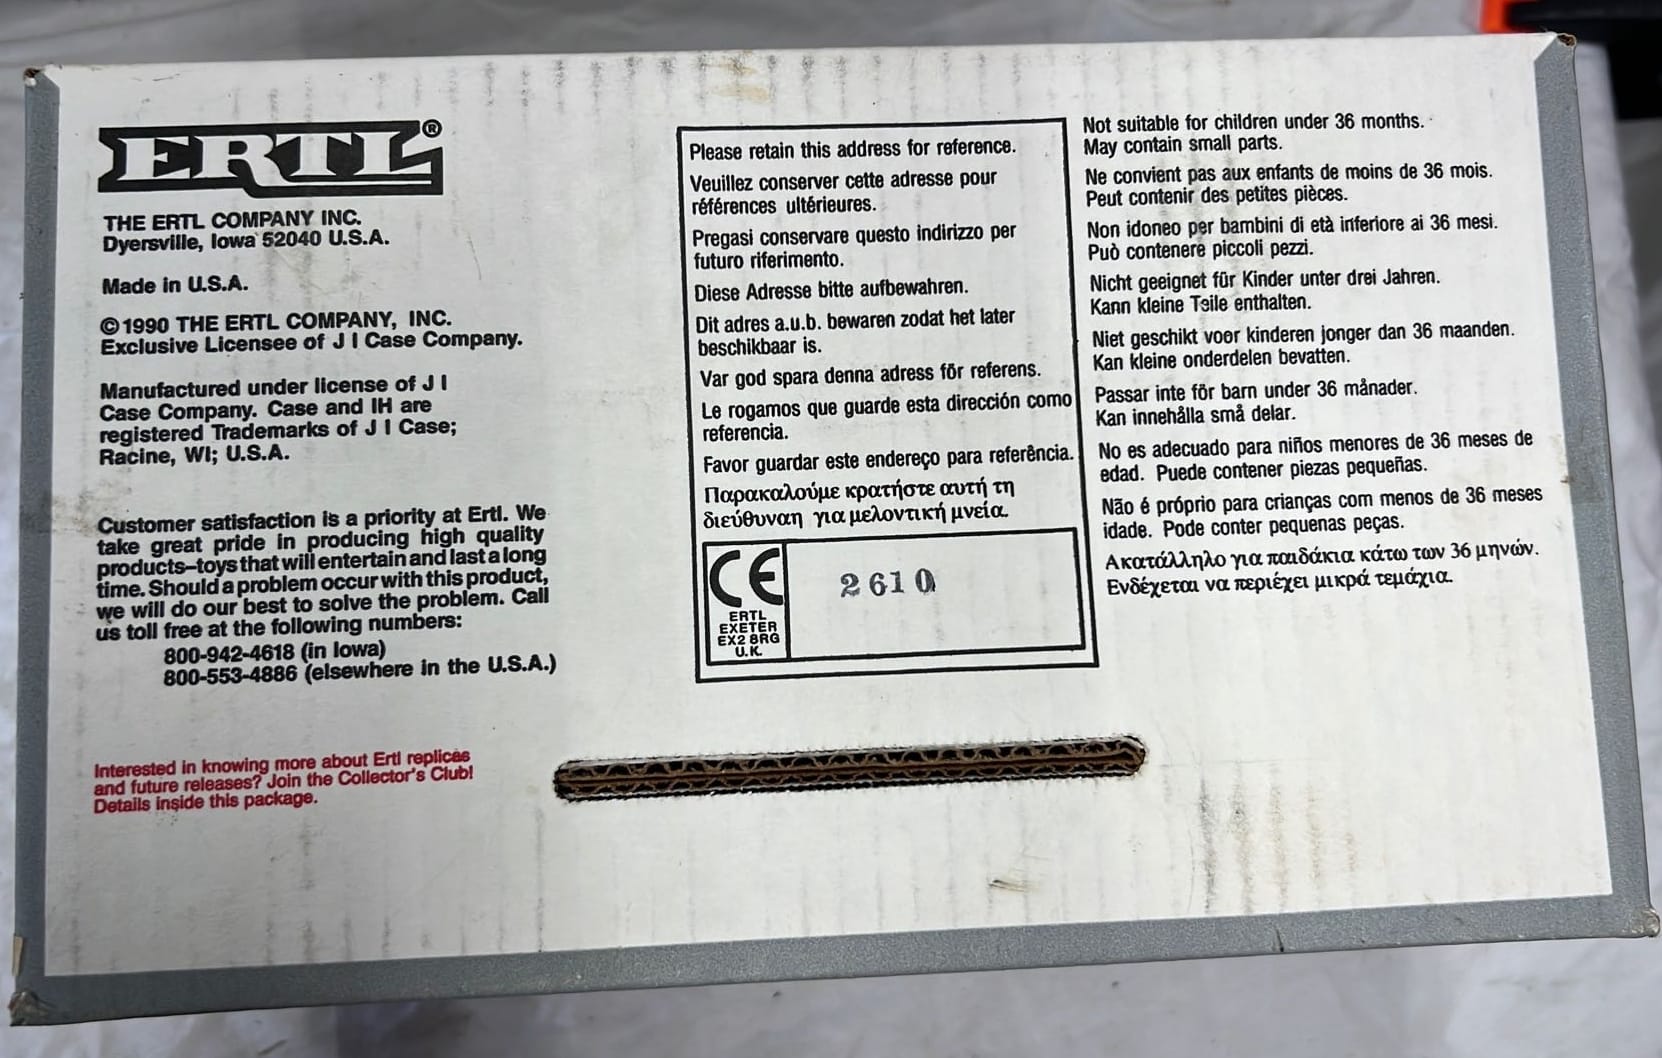 ERTL®
THE ERTL COMPANY INC.
Dyersville, Iowa 52040 U.S.A.
Made in U.S.A.
©1990 THE ERTL COMPANY, INC.
Exclusive Licensee of J I Case Company.
Manufactured under license of J I
Case Company. Case and IH are
registered Trademarks of J I Case;
Racine, WI; U.S.A.
Customer satisfaction is a priority at Ertl. We
take great pride in producing high quality
products–toys that will entertain and last a long
time. Should a problem occur with this product,
we will do our best to solve the problem. Call
us toll free at the following numbers:
800-942-4618 (in Iowa)
800-553-4886 (elsewhere in the U.S.A.)
Interested in knowing more about Ertl replicas
and future releases? Join the Collector's Club!
Details inside this package.
Please retain this address for reference.
Veuillez conserver cette adresse pour
références ultérieures.
Pregasi conservare questo indirizzo per
futuro riferimento.
Diese Adresse bitte aufbewahren.
Dit adres a.u.b. bewaren zodat het later
beschikbaar is.
Var god spara denna adress för referens.
Le rogamos que guarde esta dirección como
referencia.
Favor guardar este endereço para referência.
Παρακαλούμε κρατήστε αυτή τη
διεύθυναη για μελοντική μνεία.
CE
ERTL
EXETER
EX2 8RG
U.K.
2610
Not suitable for children under 36 months.
May contain small parts.
Ne convient pas aux enfants de moins de 36 mois.
Peut contenir des petites pièces.
Non idoneo per bambini di età inferiore ai 36 mesi.
Può contenere piccoli pezzi.
Nicht geeignet für Kinder unter drei Jahren.
Kann kleine Teile enthalten.
Niet geschikt voor kinderen jonger dan 36 maanden.
Kan kleine onderdelen bevatten.
Passar inte för barn under 36 månader.
Kan innehålla små delar.
No es adecuado para niños menores de 36 meses de
edad. Puede contener piezas pequeñas.
Não é próprio para crianças com menos de 36 meses
idade. Pode conter pequenas peças.
Ακατάλληλο για παιδάκια κάτω των 36 μηνών.
Ενδέχεται να περιέχει μικρά τεμάχια.